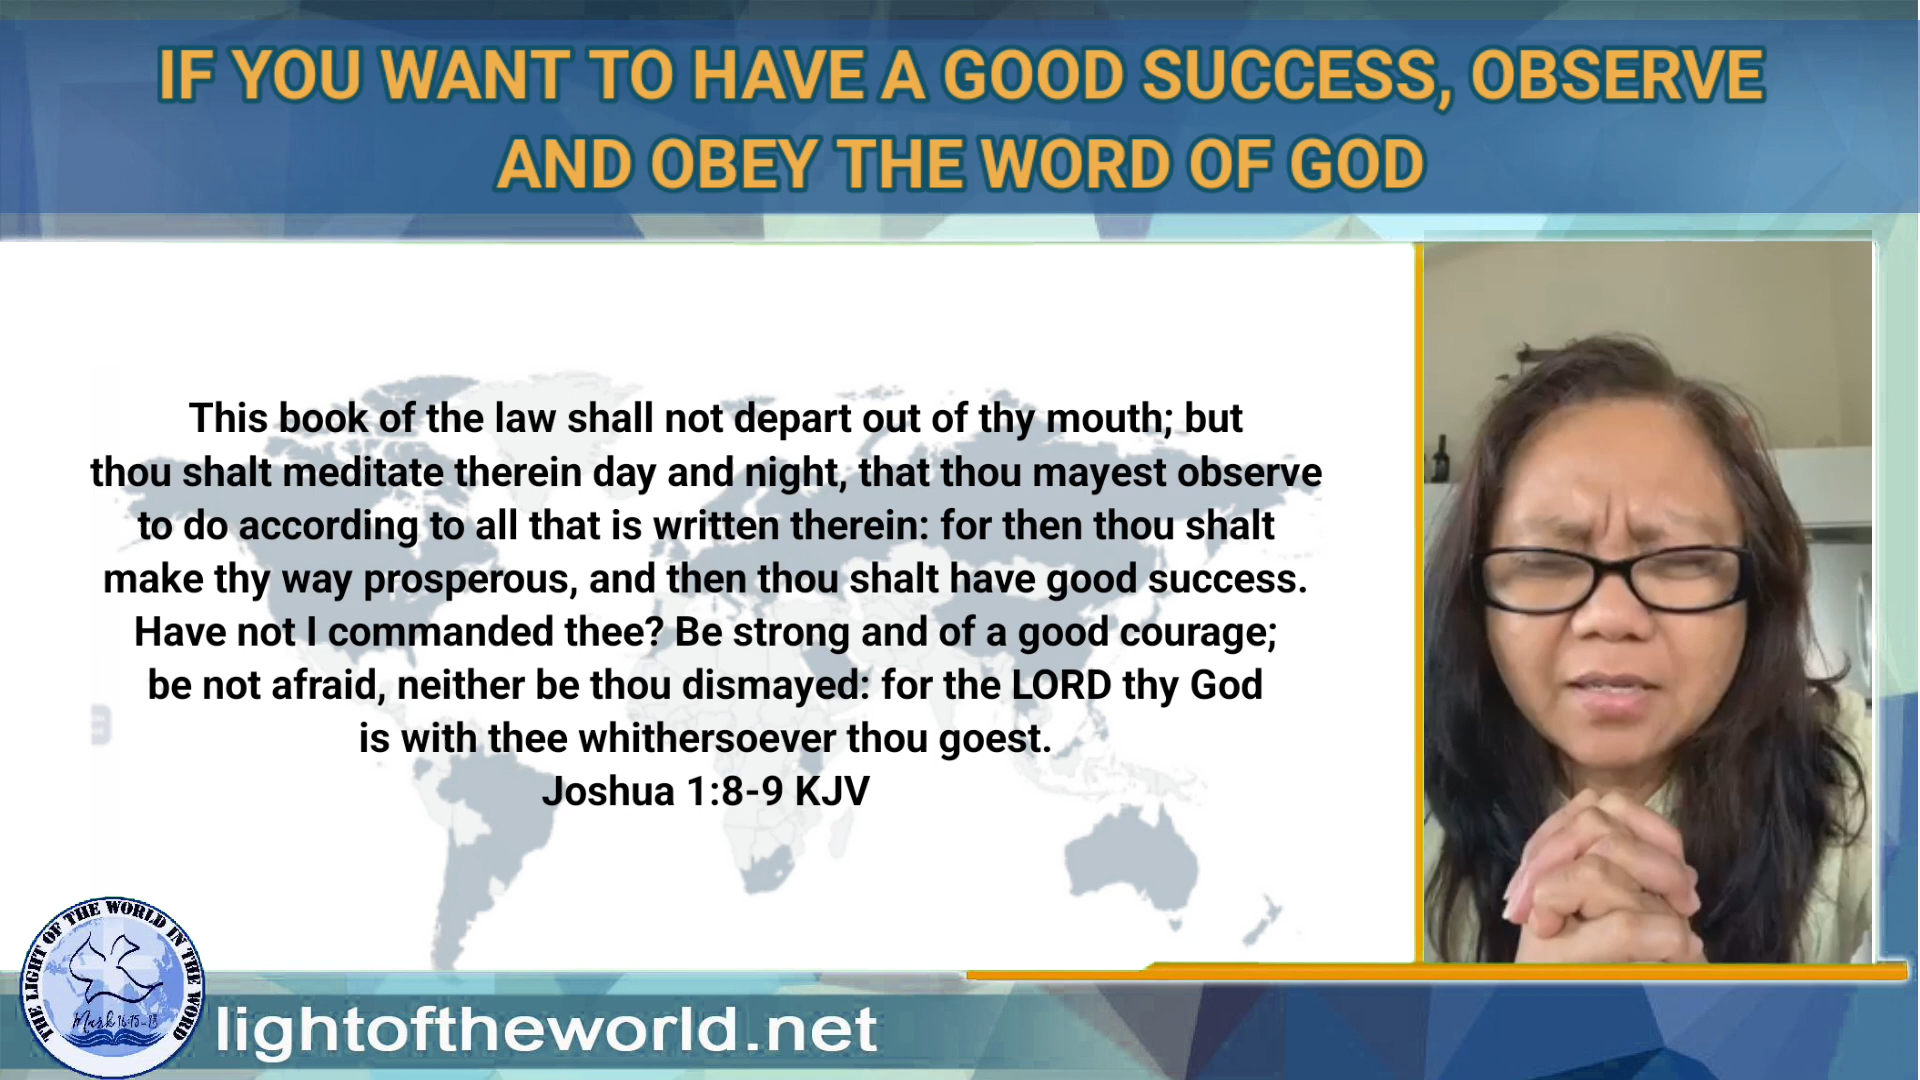 IF YOU WANT TO HAVE A GOOD SUCCESS, OBSERVE
AND OBEY THE WORD OF GOD
This book of the law shall not depart out of thy mouth; but
thou shalt meditate therein day and night, that thou mayest observe
to do according to all that is written therein: for then thou shalt
make thy way prosperous, and then thou shalt have good success.
Have not I commanded thee? Be strong and of a good courage;
be not afraid, neither be thou dismayed: for the LORD thy God
is with thee whithersoever thou goest.
Joshua 1:8-9 KJV
THE LIGHT OF THE WORLD IN THE WORD
Mark 16:15-18
lightoftheworld.net